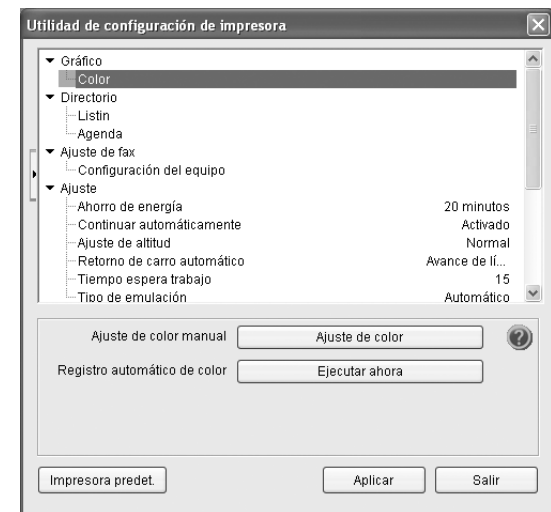 Utilidad de configuración de impresora
Gráfico
Color
Directorio
Listin
Agenda
Ajuste de fax
Configuración del equipo
Ajuste
Ahorro de energía 20 minutos
Continuar automáticamente Activado
Ajuste de altitud Normal
Retorno de carro automático Avance de lí...
Tiempo espera trabajo 15
Tipo de emulación Automático
Ajuste de color manual Ajuste de color ?
Registro automático de color Ejecutar ahora
Impresora predet. Aplicar Salir